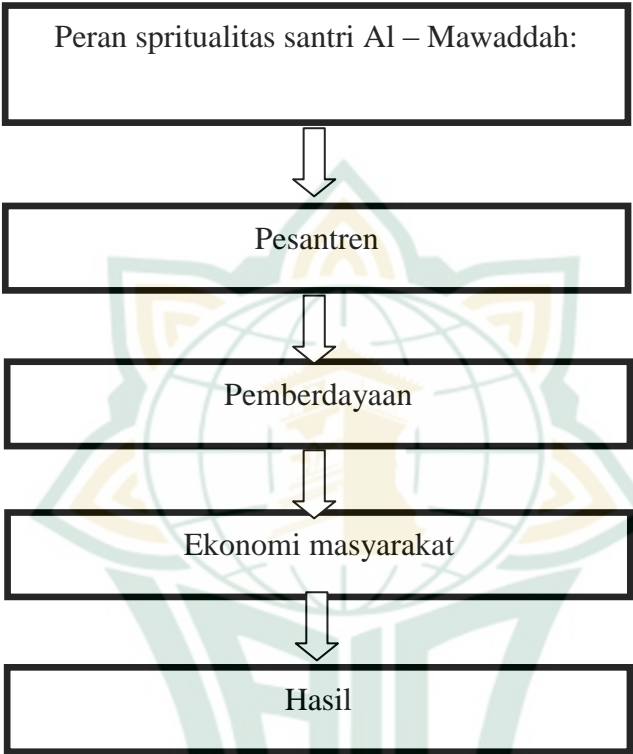 Peran spritualitas santri Al – Mawaddah:
Pesantren
Pemberdayaan
Ekonomi masyarakat
Hasil